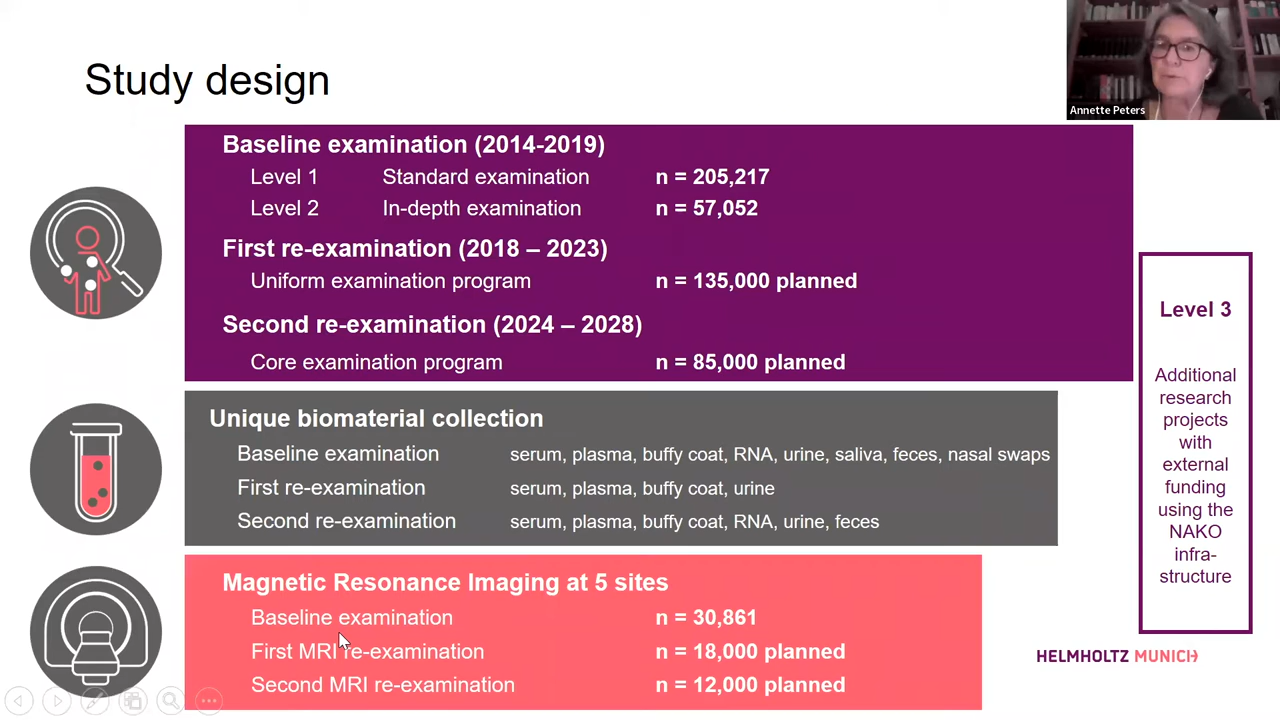 Study design
Annette Peters
Baseline examination (2014-2019)
Level 1 Standard examination n = 205,217
Level 2 In-depth examination n = 57,052
First re-examination (2018 – 2023)
Uniform examination program n = 135,000 planned
Second re-examination (2024 – 2028)
Core examination program n = 85,000 planned
Unique biomaterial collection
Baseline examination serum, plasma, buffy coat, RNA, urine, saliva, feces, nasal swaps
First re-examination serum, plasma, buffy coat, urine
Second re-examination serum, plasma, buffy coat, RNA, urine, feces
Magnetic Resonance Imaging at 5 sites
Baseline examination n = 30,861
First MRI re-examination n = 18,000 planned
Second MRI re-examination n = 12,000 planned
Level 3
Additional
research
projects
with
external
funding
using the
NAKO
infra-
structure
HELMHOLTZ MUNICH